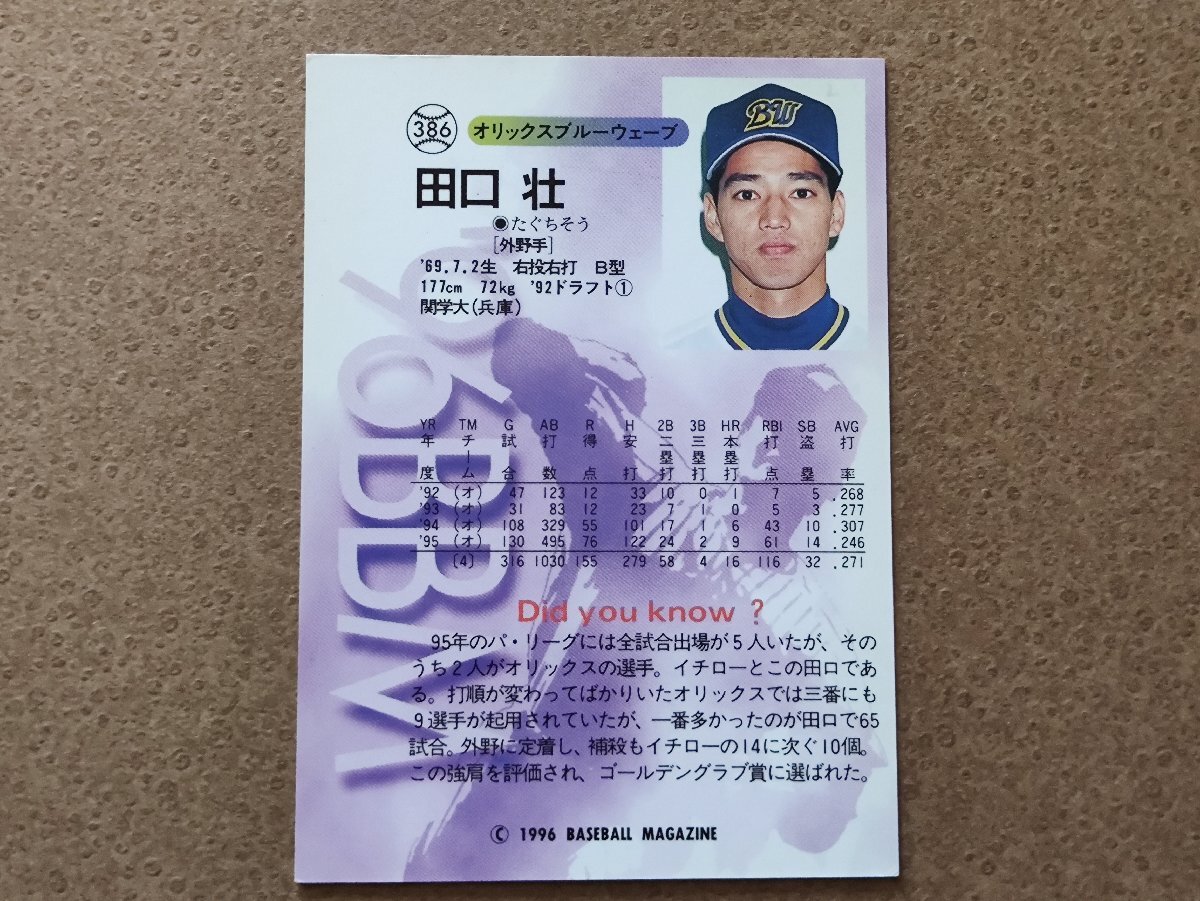 386 オリックスブルーウェーブ
BW
田口 壮
◉たぐちそう
[外野手]
'69.7.2生 右投右打 B型
177cm 72kg '92ドラフト①
関学大(兵庫)
'96BBM
YR TM G AB R H 2B 3B HR RBI SB AVG
年度 チーム 試合 打数 得点 安打 二塁打 三塁打 本塁打 打点 盗塁 打率
'92 (オ) 47 123 12 33 10 0 1 7 5 .268
'93 (オ) 31 83 12 23 7 1 0 5 3 .277
'94 (オ) 108 329 55 101 17 1 6 43 10 .307
'95 (オ) 130 495 76 122 24 2 9 61 14 .246
[4] 316 1030 155 279 58 4 16 116 32 .271
Did you know ?
95年のパ・リーグには全試合出場が5人いたが、その
うち2人がオリックスの選手。イチローとこの田口であ
る。打順が変わってばかりいたオリックスでは三番にも
9選手が起用されていたが、一番多かったのが田口で65
試合。外野に定着し、補殺もイチローの14に次ぐ10個。
この強肩を評価され、ゴールデングラブ賞に選ばれた。
© 1996 BASEBALL MAGAZINE